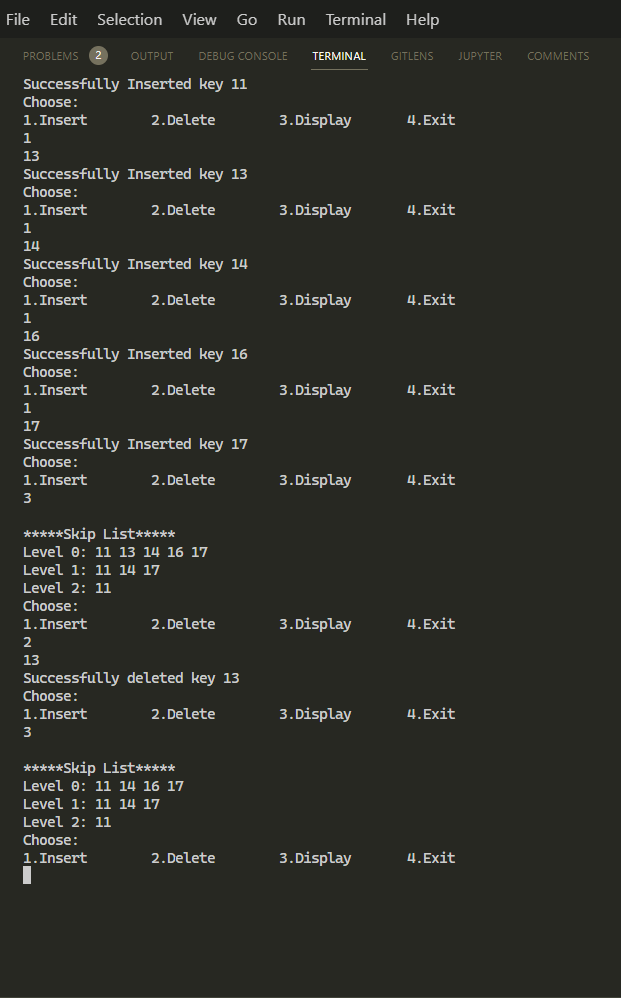 File Edit Selection View Go Run Terminal Help
PROBLEMS 2 OUTPUT DEBUG CONSOLE TERMINAL GITLENS JUPYTER COMMENTS
Successfully Inserted key 11
Choose:
1.Insert        2.Delete        3.Display       4.Exit
1
13
Successfully Inserted key 13
Choose:
1.Insert        2.Delete        3.Display       4.Exit
1
14
Successfully Inserted key 14
Choose:
1.Insert        2.Delete        3.Display       4.Exit
1
16
Successfully Inserted key 16
Choose:
1.Insert        2.Delete        3.Display       4.Exit
1
17
Successfully Inserted key 17
Choose:
1.Insert        2.Delete        3.Display       4.Exit
3

*****Skip List*****
Level 0: 11 13 14 16 17
Level 1: 11 14 17
Level 2: 11
Choose:
1.Insert        2.Delete        3.Display       4.Exit
2
13
Successfully deleted key 13
Choose:
1.Insert        2.Delete        3.Display       4.Exit
3

*****Skip List*****
Level 0: 11 14 16 17
Level 1: 11 14 17
Level 2: 11
Choose:
1.Insert        2.Delete        3.Display       4.Exit